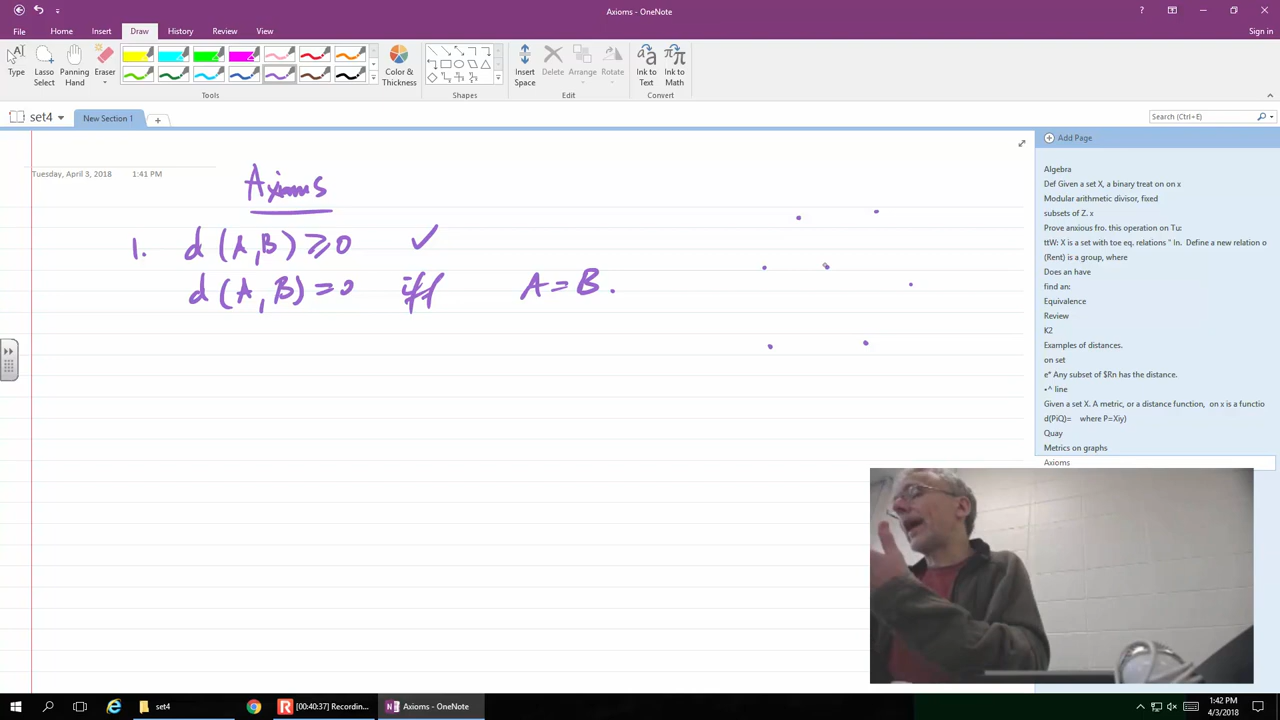 Axioms - OneNote
? Sign in
File Home Insert Draw History Review View
Type Lasso Select Panning Hand Eraser Color & Thickness Insert Space Delete Arrange Rotate Ink to Text Ink to Math
Tools Shapes Edit Convert
set4 New Section 1 + Search (Ctrl+E)
Add Page
Tuesday, April 3, 2018 1:41 PM
Axioms
1. d(A,B) ≥ 0 ✓
d(A,B) = 0 iff A = B.
Algebra
Def Given a set X, a binary treat on on x
Modular arithmetic divisor, fixed
subsets of Z. x
Prove anxious fro. this operation on Tu:
ttW: X is a set with toe eq. relations " ln. Define a new relation o
(Rent) is a group, where
Does an have
find an:
Equivalence
Review
K2
Examples of distances.
on set
e* Any subset of $Rn has the distance.
•^ line
Given a set X. A metric, or a distance function, on x is a functio
d(PiQ)= where P=Xiy)
Quay
Metrics on graphs
Axioms
set4 [00:40:37] Recordin... Axioms - OneNote
1:42 PM
4/3/2018